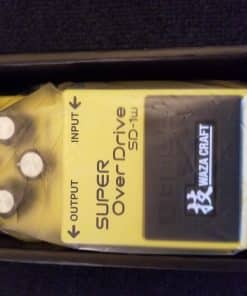 INPUT ←
← OUTPUT
SUPER
Over Drive
SD-1w
技 WAZA CRAFT